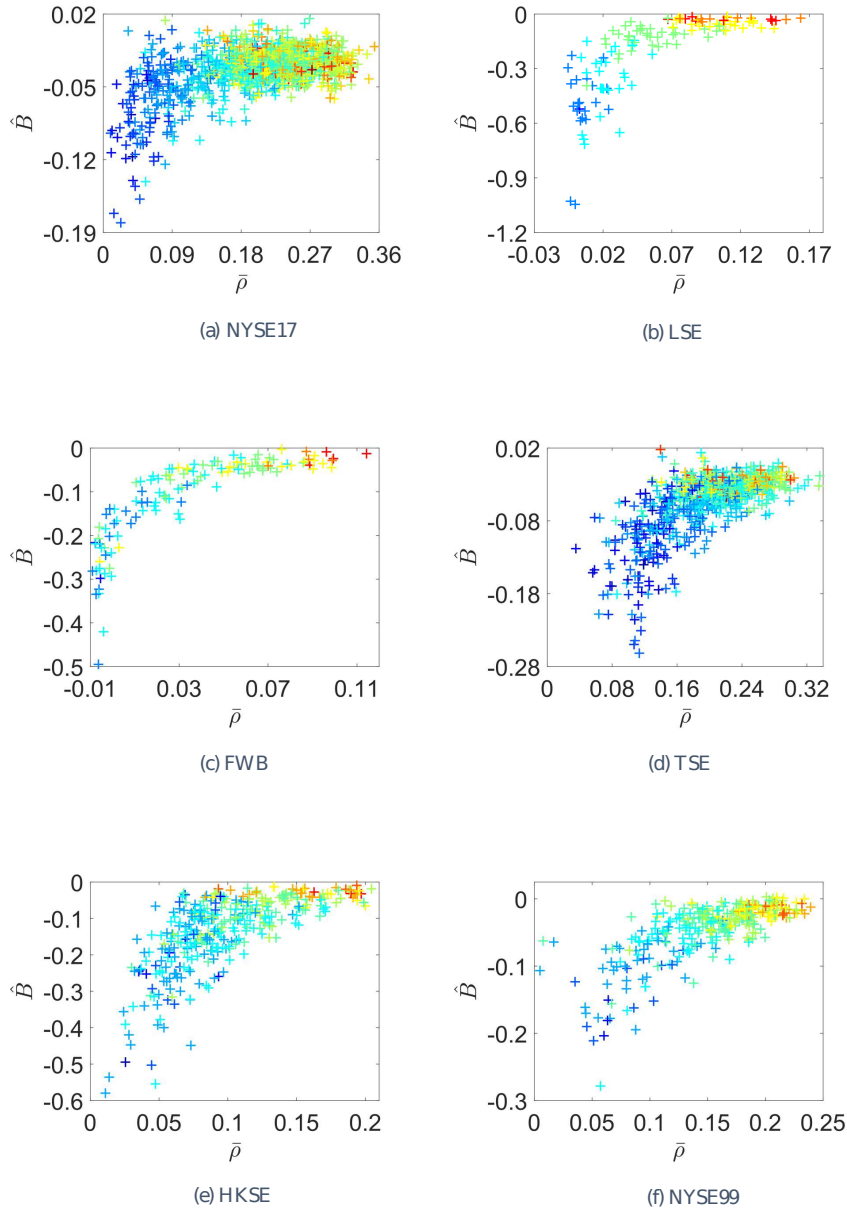 0.02
-0.05
-0.12
-0.19
B̂
0 0.09 0.18 0.27 0.36
ρ̄
(a) NYSE17
0
-0.3
-0.6
-0.9
-1.2
B̂
-0.03 0.02 0.07 0.12 0.17
ρ̄
(b) LSE
0
-0.1
-0.2
-0.3
-0.4
-0.5
B̂
-0.01 0.03 0.07 0.11
ρ̄
(c) FWB
0.02
-0.08
-0.18
-0.28
B̂
0 0.08 0.16 0.24 0.32
ρ̄
(d) TSE
0
-0.1
-0.2
-0.3
-0.4
-0.5
-0.6
B̂
0 0.05 0.1 0.15 0.2
ρ̄
(e) HKSE
0
-0.1
-0.2
-0.3
B̂
0 0.05 0.1 0.15 0.2 0.25
ρ̄
(f) NYSE99